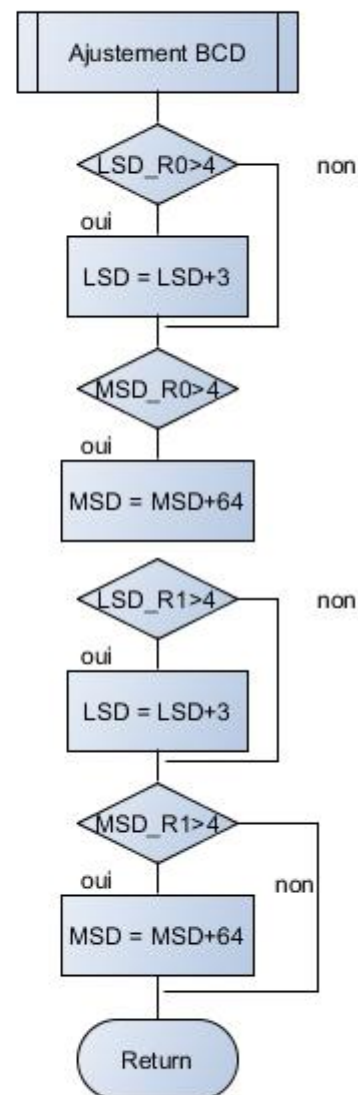 Ajustement BCD
LSD_R0>4
non
oui
LSD = LSD+3
MSD_R0>4
oui
MSD = MSD+64
LSD_R1>4
non
oui
LSD = LSD+3
MSD_R1>4
oui
non
MSD = MSD+64
Return